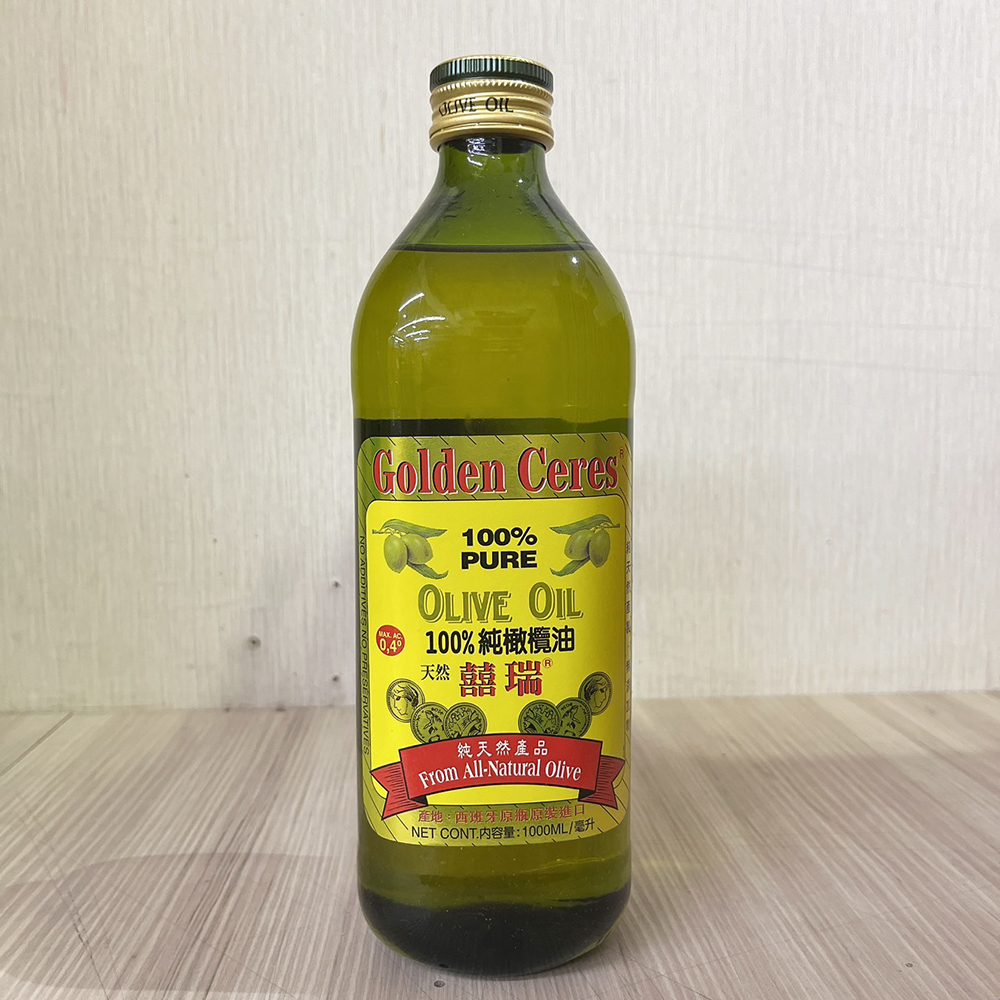 OLIVE OIL
Golden Ceres®
100%
PURE
OLIVE OIL
100%純橄欖油
MAX. AC.
0,4º
天然 囍瑞®
純天然產品
From All-Natural Olive
產地：西班牙原瓶原裝進口
NET CONT.內容量:1000ML/毫升
NO ADDITIVES NO PRESERVATIVES